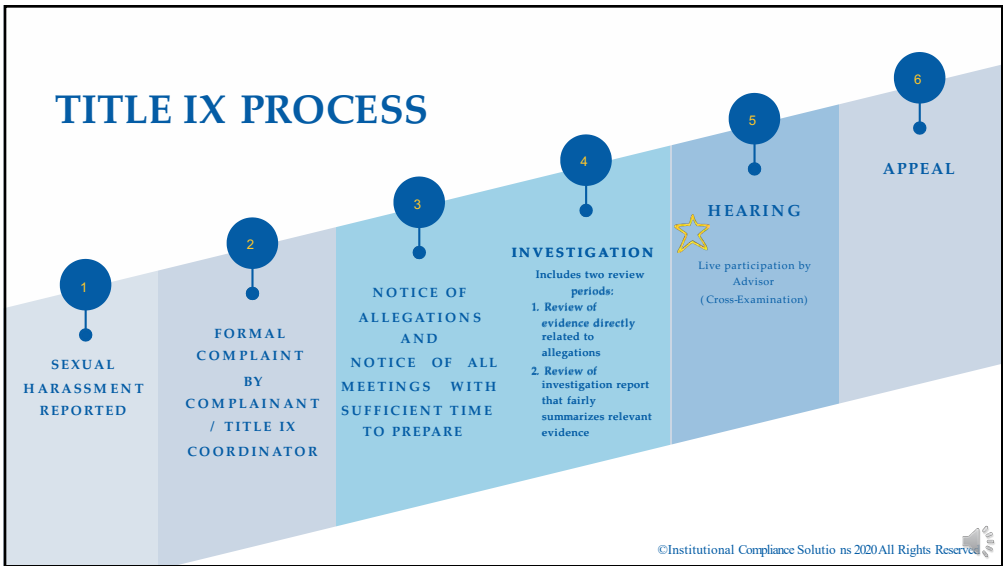 TITLE IX PROCESS
1
SEXUAL
HARASSMENT
REPORTED
2
FORMAL
COMPLAINT
BY
COMPLAINANT
/ TITLE IX
COORDINATOR
3
NOTICE OF
ALLEGATIONS
AND
NOTICE OF ALL
MEETINGS WITH
SUFFICIENT TIME
TO PREPARE
4
INVESTIGATION
Includes two review
periods:
1. Review of
evidence directly
related to
allegations
2. Review of
investigation report
that fairly
summarizes relevant
evidence
5
HEARING
Live participation by
Advisor
(Cross-Examination)
6
APPEAL
©Institutional Compliance Solutio ns 2020 All Rights Reserved